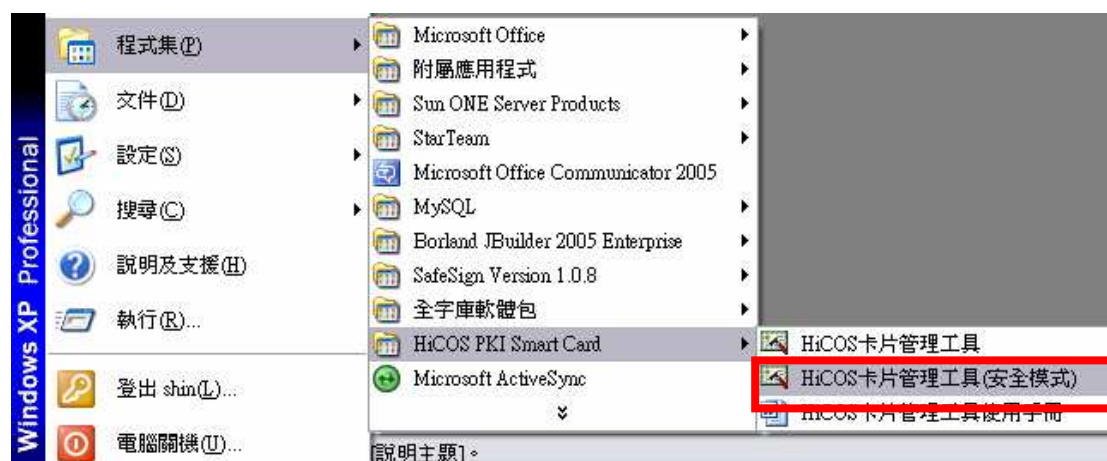 Windows XP Professional
程式集(P)
文件(D)
設定(S)
搜尋(C)
說明及支援(H)
執行(R)...
登出 shin(L)...
電腦關機(U)...
Microsoft Office
附屬應用程式
Sun ONE Server Products
StarTeam
Microsoft Office Communicator 2005
MySQL
Borland JBuilder 2005 Enterprise
SafeSign Version 1.0.8
全字庫軟體包
HiCOS PKI Smart Card
Microsoft ActiveSync
HiCOS卡片管理工具
HiCOS卡片管理工具(安全模式)
HiCOS卡片管理工具使用手冊
[說明主題]。